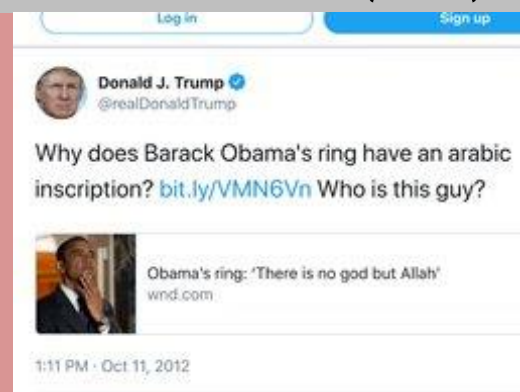 Log in
Sign up
Donald J. Trump
@realDonaldTrump
Why does Barack Obama's ring have an arabic
inscription? bit.ly/VMN6Vn Who is this guy?
Obama's ring: 'There is no god but Allah'
wnd.com
1:11 PM · Oct 11, 2012